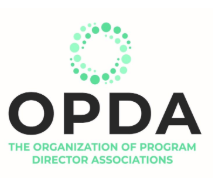 OPDA
THE ORGANIZATION OF PROGRAM
DIRECTOR ASSOCIATIONS